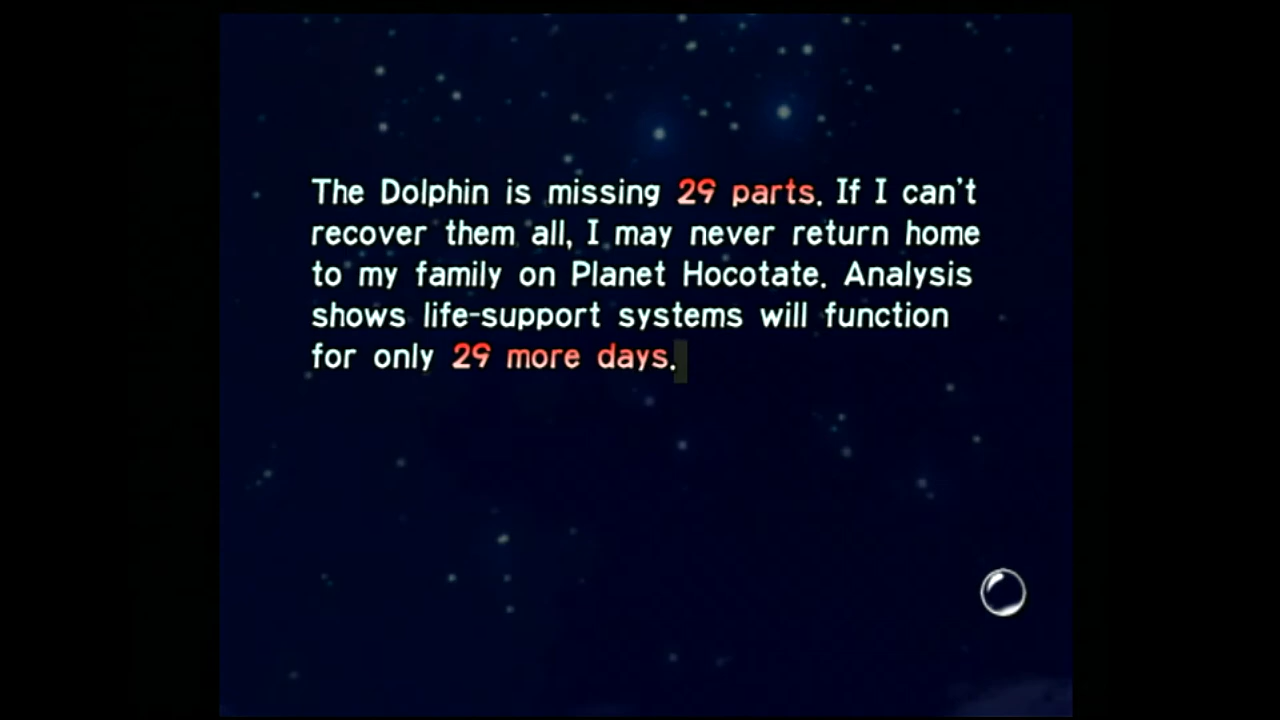 The Dolphin is missing 29 parts. If I can't
recover them all, I may never return home
to my family on Planet Hocotate. Analysis
shows life-support systems will function
for only 29 more days.